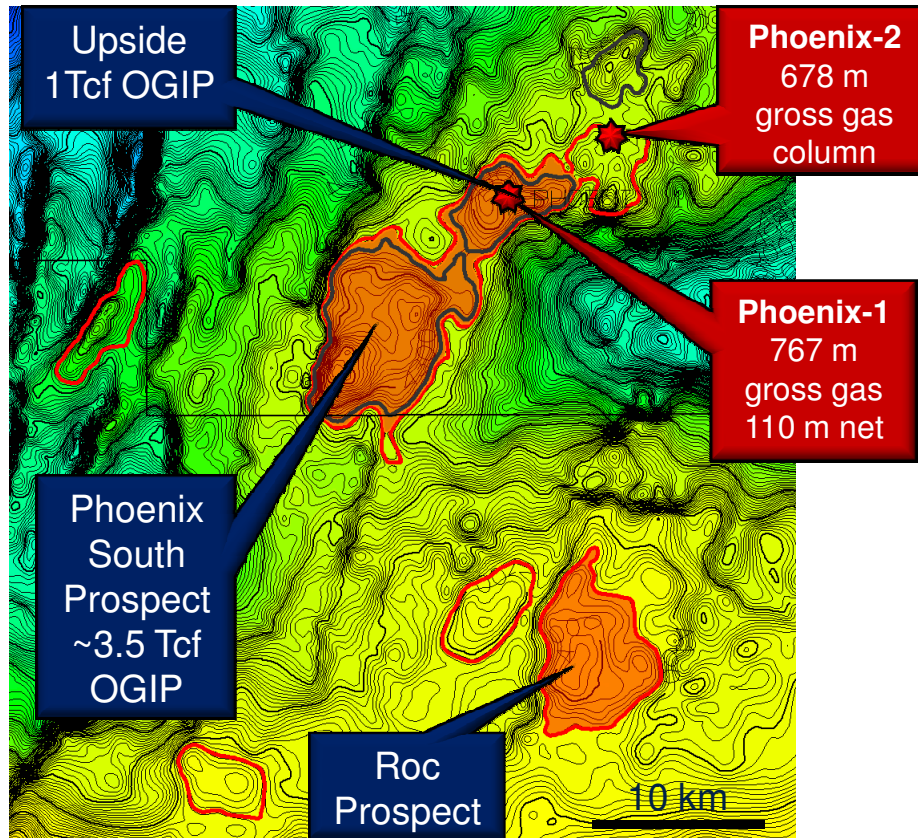 Upside
1Tcf OGIP
Phoenix-2
678 m
gross gas
column
Phoenix-1
767 m
gross gas
110 m net
Phoenix
South
Prospect
~3.5 Tcf
OGIP
Roc
Prospect
10 km